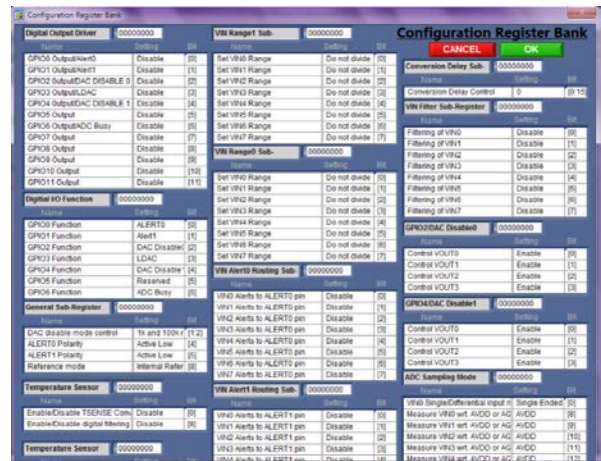 Configuration Register Bank
Digital Output Driver 00000000
Name Setting Bit
GPIO0 Output/Alert0 Disable [0]
GPIO1 Output/Alert1 Disable [1]
GPIO2 Output/DAC DISABLE 0 Disable [2]
GPIO3 Output/LDAC Disable [3]
GPIO4 Output/DAC DISABLE 1 Disable [4]
GPIO5 Output Disable [5]
GPIO6 Output/ADC Busy Disable [6]
GPIO7 Output Disable [7]
GPIO8 Output Disable [8]
GPIO9 Output Disable [9]
GPIO10 Output Disable [10]
GPIO11 Output Disable [11]
Digitial I/O Function 00000000
Name Setting Bit
GPIO0 Function ALERT0 [0]
GPIO1 Function Alert1 [1]
GPIO2 Function DAC Disable0 [2]
GPIO3 Function LDAC [3]
GPIO4 Function DAC Disable1 [4]
GPIO5 Function Reserved [5]
GPIO6 Function ADC Busy [6]
General Sub-Register 00000000
Name Setting Bit
DAC disable mode control 1K and 100K r [1:2]
ALERT0 Polarity Active Low [4]
ALERT1 Polarity Active Low [5]
Reference mode Internal Refer [8]
Temperature Sensor 00000000
Name Setting Bit
Enable/Disable TSENSE Conv Disable [0]
Enable/Disable digital filtering Disable [9]
Temperature Sensor 00000000
VIN Range1 Sub- 00000000
Name Setting Bit
Set VIN0 Range Do not divide [0]
Set VIN1 Range Do not divide [1]
Set VIN2 Range Do not divide [2]
Set VIN3 Range Do not divide [3]
Set VIN4 Range Do not divide [4]
Set VIN5 Range Do not divide [5]
Set VIN6 Range Do not divide [6]
Set VIN7 Range Do not divide [7]
VIN Range0 Sub- 00000000
Name Setting Bit
Set VIN0 Range Do not divide [0]
Set VIN1 Range Do not divide [1]
Set VIN2 Range Do not divide [2]
Set VIN3 Range Do not divide [3]
Set VIN4 Range Do not divide [4]
Set VIN5 Range Do not divide [5]
Set VIN6 Range Do not divide [6]
Set VIN7 Range Do not divide [7]
VIN Alert0 Routing Sub- 00000000
Name Setting Bit
VIN0 Alerts to ALERT0 pin Disable [0]
VIN1 Alerts to ALERT0 pin Disable [1]
VIN2 Alerts to ALERT0 pin Disable [2]
VIN3 Alerts to ALERT0 pin Disable [3]
VIN4 Alerts to ALERT0 pin Disable [4]
VIN5 Alerts to ALERT0 pin Disable [5]
VIN6 Alerts to ALERT0 pin Disable [6]
VIN7 Alerts to ALERT0 pin Disable [7]
VIN Alert1 Routing Sub- 00000000
Name Setting Bit
VIN0 Alerts to ALERT1 pin Disable [0]
VIN1 Alerts to ALERT1 pin Disable [1]
VIN2 Alerts to ALERT1 pin Disable [2]
VIN3 Alerts to ALERT1 pin Disable [3]
VIN4 Alerts to ALERT1 pin Disable [4]
Configuration Register Bank
CANCEL OK
Conversion Delay Sub- 00000000
Name Setting Bit
Conversion Delay Control 0 [0:15]
VIN Filter Sub-Register 00000000
Name Setting Bit
Filtering of VIN0 Disable [0]
Filtering of VIN1 Disable [1]
Filtering of VIN2 Disable [2]
Filtering of VIN3 Disable [3]
Filtering of VIN4 Disable [4]
Filtering of VIN5 Disable [5]
Filtering of VIN6 Disable [6]
Filtering of VIN7 Disable [7]
GPIO2/DAC Disable0 00000000
Name Setting Bit
Control VOUT0 Enable [0]
Control VOUT1 Enable [1]
Control VOUT2 Enable [2]
Control VOUT3 Enable [3]
GPIO4/DAC Disable1 00000000
Name Setting Bit
Control VOUT0 Enable [0]
Control VOUT1 Enable [1]
Control VOUT2 Enable [2]
Control VOUT3 Enable [3]
ADC Sampling Mode 00000000
Name Setting Bit
VIN0 Single/Differential input m Single Ended [0]
Measure VIN0 wrt. AVDD or AG AVDD [8]
Measure VIN1 wrt. AVDD or AG AVDD [9]
Measure VIN2 wrt. AVDD or AG AVDD [10]
Measure VIN3 wrt. AVDD or AG AVDD [11]
Measure VIN4 wrt. AVDD or AG AVDD [12]